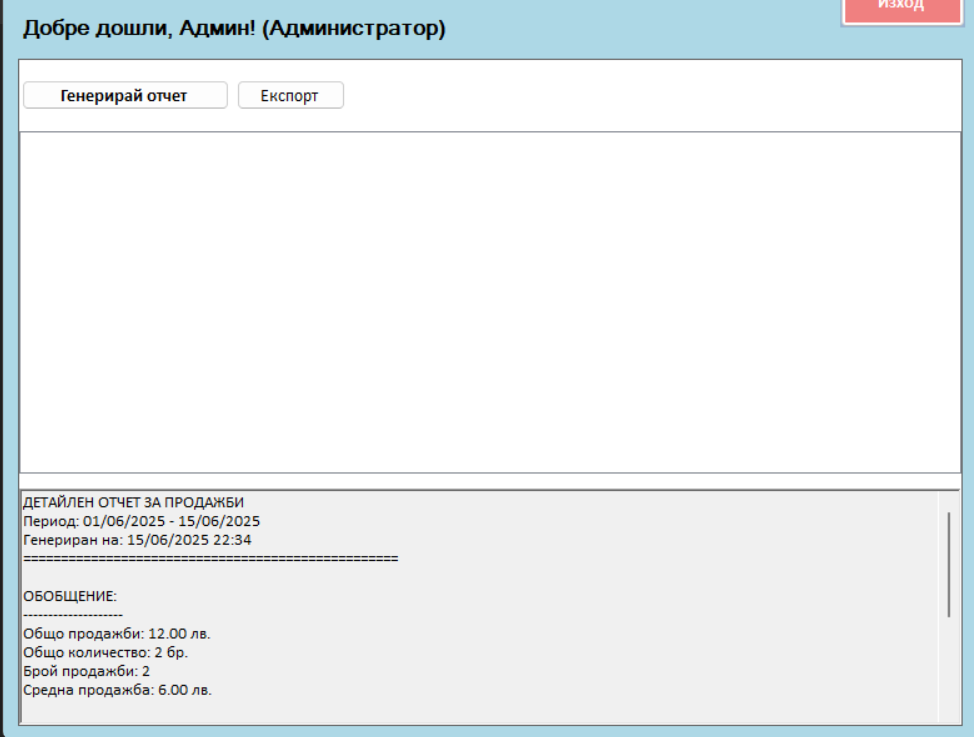 Изход
Добре дошли, Админ! (Администратор)
Генерирай отчет
Експорт
ДЕТАЙЛЕН ОТЧЕТ ЗА ПРОДАЖБИ
Период: 01/06/2025 - 15/06/2025
Генериран на: 15/06/2025 22:34
==================================================
ОБОБЩЕНИЕ:
--------------------
Общо продажби: 12.00 лв.
Общо количество: 2 бр.
Брой продажби: 2
Средна продажба: 6.00 лв.